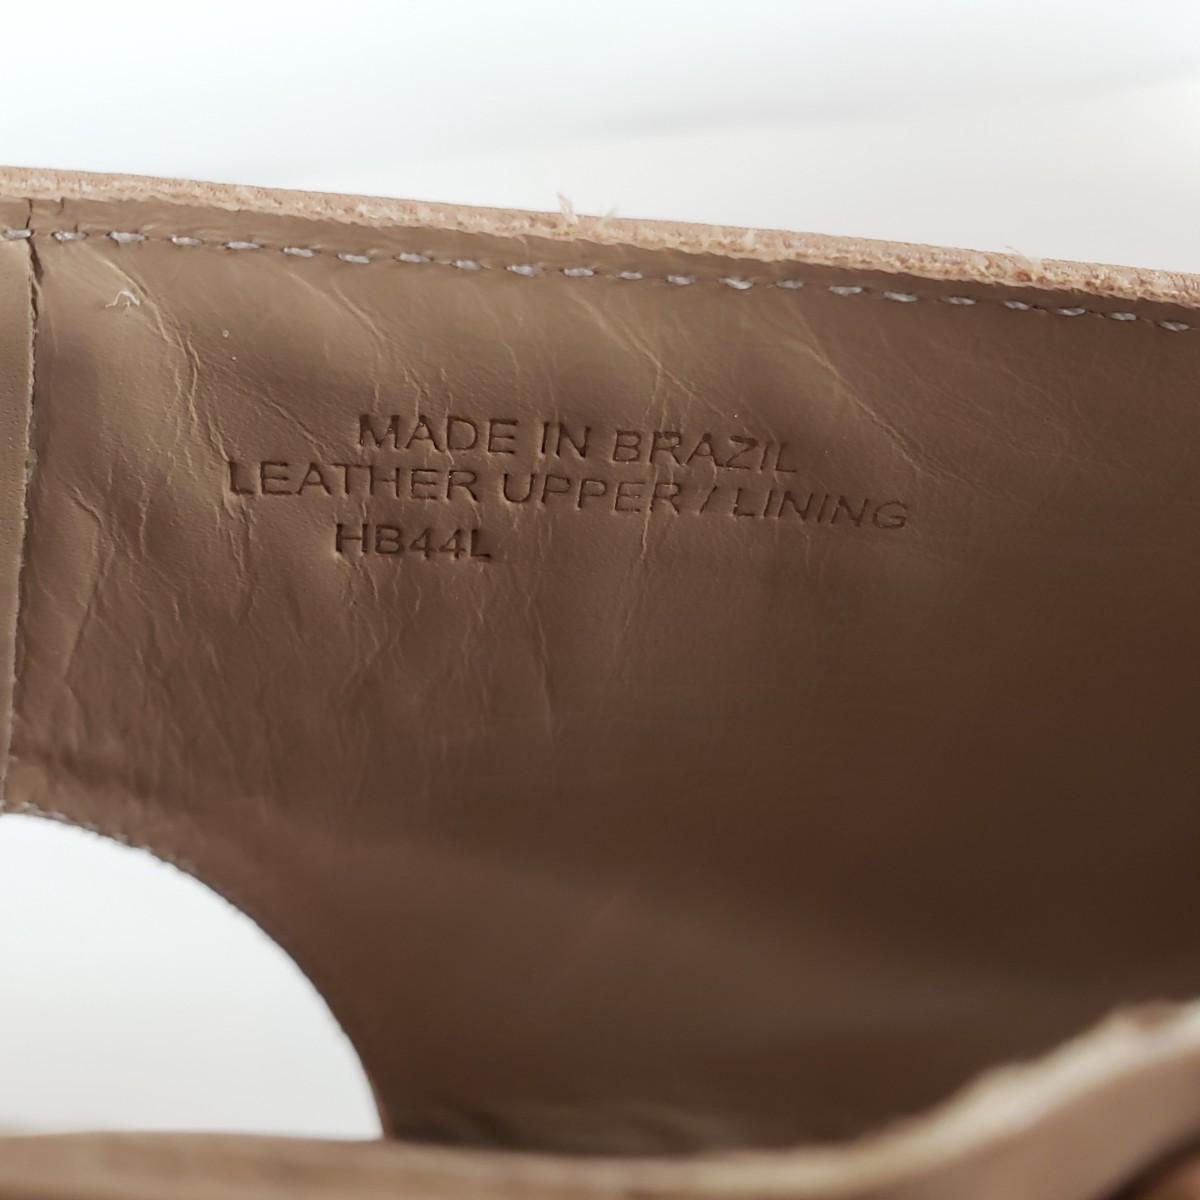 MADE IN BRAZIL
LEATHER UPPER / LINING
HB44L